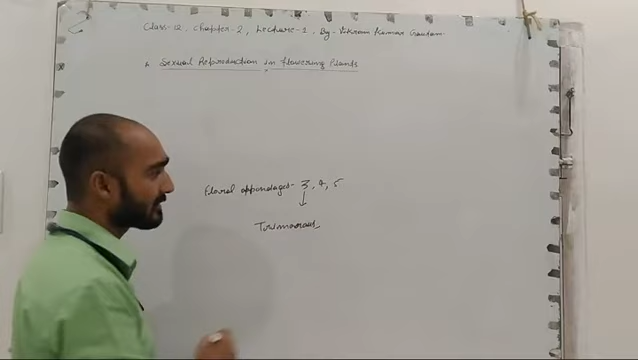 Class-12, Chapter-2, Lecture-1, By- Vikram Kumar Gautam
Sexual Reproduction in flowering Plants
Floral appendages- 3, 4, 5
Trimerous